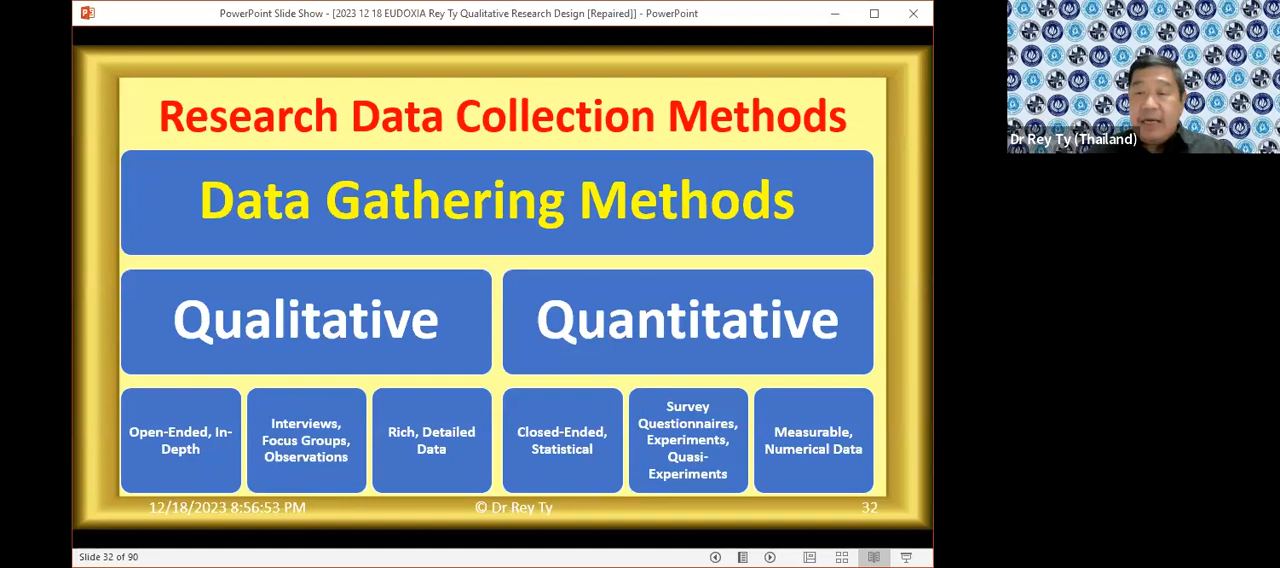 PowerPoint Slide Show - [2023 12 18 EUDOXIA Rey Ty Qualitative Research Design [Repaired]] - PowerPoint
Research Data Collection Methods
Data Gathering Methods
Qualitative
Quantitative
Open-Ended, In-
Depth
Interviews,
Focus Groups,
Observations
Rich, Detailed
Data
Closed-Ended,
Statistical
Survey
Questionnaires,
Experiments,
Quasi-
Experiments
Measurable,
Numerical Data
12/18/2023 8:56:53 PM
© Dr Rey Ty
32
Slide 32 of 90
Dr Rey Ty (Thailand)